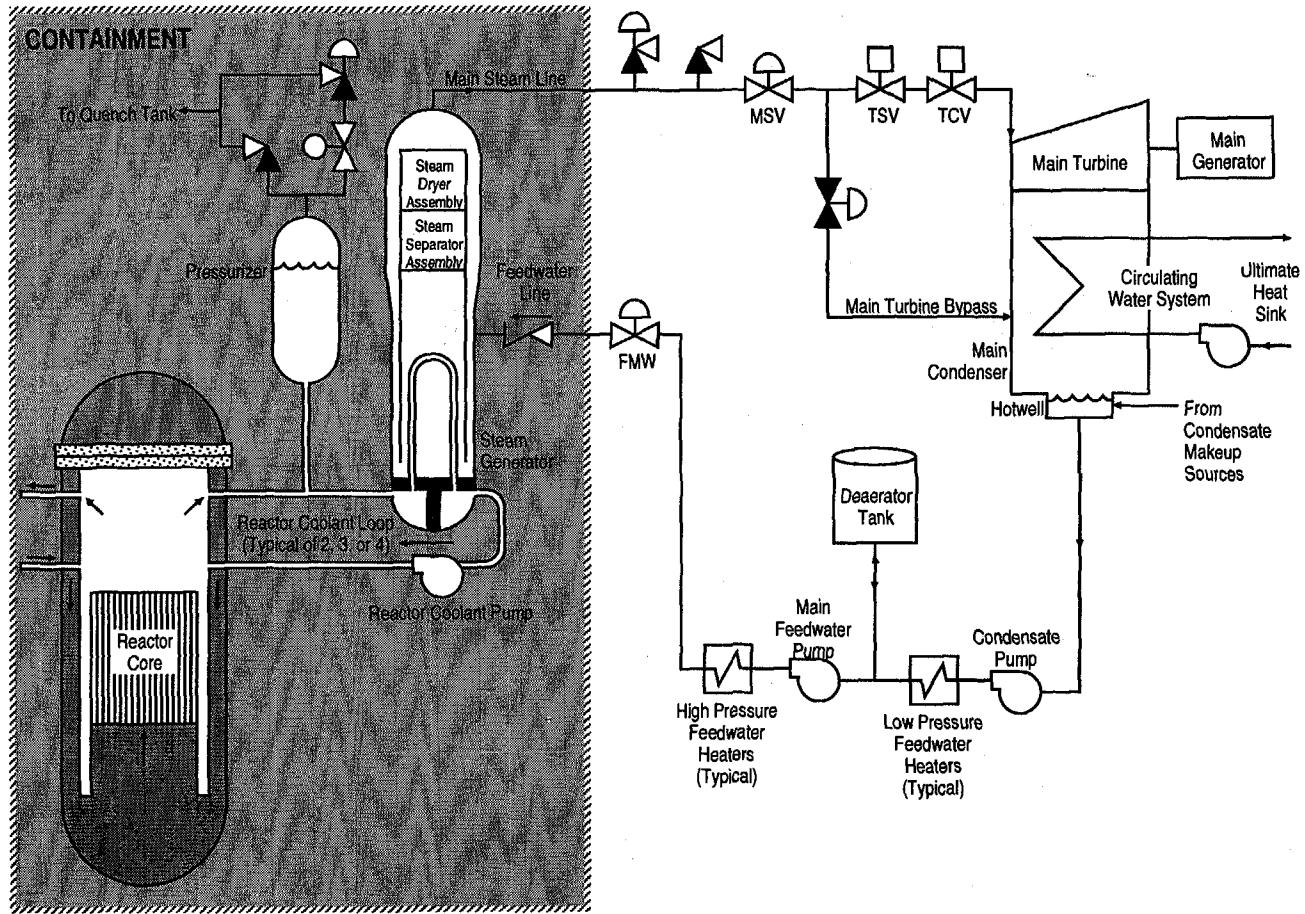 CONTAINMENT
To Quench Tank
Main Steam Line
MSV
TSV
TCV
Main Turbine
Main
Generator
Steam
Dryer
Assembly
Steam
Separator
Assembly
Pressurizer
Feedwater
Line
FMW
Main Turbine Bypass
Circulating
Water System
Ultimate
Heat
Sink
Main
Condenser
Hotwell
From
Condensate
Makeup
Sources
Steam
Generator
Deaerator
Tank
Reactor Coolant Loop
(Typical of 2, 3, or 4)
Reactor Coolant Pump
Reactor
Core
Main
Feedwater
Pump
Condensate
Pump
High Pressure
Feedwater
Heaters
(Typical)
Low Pressure
Feedwater
Heaters
(Typical)